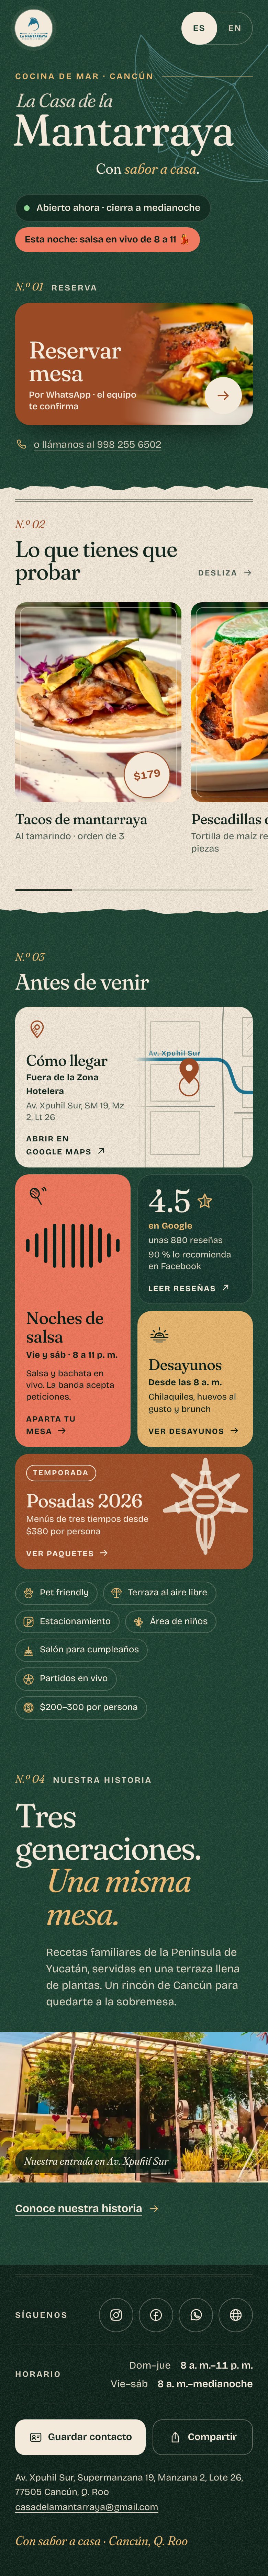 LA MANTARRAYA
ES EN
COCINA DE MAR · CANCÚN
La Casa de la
Mantarraya
Con sabor a casa.
Abierto ahora · cierra a medianoche
Esta noche: salsa en vivo de 8 a 11 💃
N.º 01 RESERVA
Reservar
mesa
Por WhatsApp · el equipo
te confirma
o llámanos al 998 255 6502
N.º 02
Lo que tienes que
probar
DESLIZA →
$179
Tacos de mantarraya
Al tamarindo · orden de 3
Pescadillas
Tortilla de maíz
piezas
N.º 03
Antes de venir
Cómo llegar
Fuera de la Zona
Hotelera
Av. Xpuhil Sur, SM 19, Mz
2, Lt 26
ABRIR EN
GOOGLE MAPS ↗
Av. Xpuhil Sur
Noches de
salsa
Vie y sáb · 8 a 11 p. m.
Salsa y bachata en
vivo. La banda acepta
peticiones.
APARTA TU
MESA →
4.5
en Google
unas 880 reseñas
90 % lo recomienda
en Facebook
LEER RESEÑAS ↗
Desayunos
Desde las 8 a. m.
Chilaquiles, huevos al
gusto y brunch
VER DESAYUNOS →
TEMPORADA
Posadas 2026
Menús de tres tiempos desde
$380 por persona
VER PAQUETES →
Pet friendly
Terraza al aire libre
Estacionamiento
Área de niños
Salón para cumpleaños
Partidos en vivo
$200–300 por persona
N.º 04 NUESTRA HISTORIA
Tres
generaciones.
Una misma
mesa.
Recetas familiares de la Península de
Yucatán, servidas en una terraza llena
de plantas. Un rincón de Cancún para
quedarte a la sobremesa.
Nuestra entrada en Av. Xpuhil Sur
Conoce nuestra historia →
SÍGUENOS
HORARIO
Dom–jue 8 a. m.–11 p. m.
Vie–sáb 8 a. m.–medianoche
Guardar contacto
Compartir
Av. Xpuhil Sur, Supermanzana 19, Manzana 2, Lote 26,
77505 Cancún, Q. Roo
casadelamantarraya@gmail.com
Con sabor a casa · Cancún, Q. Roo